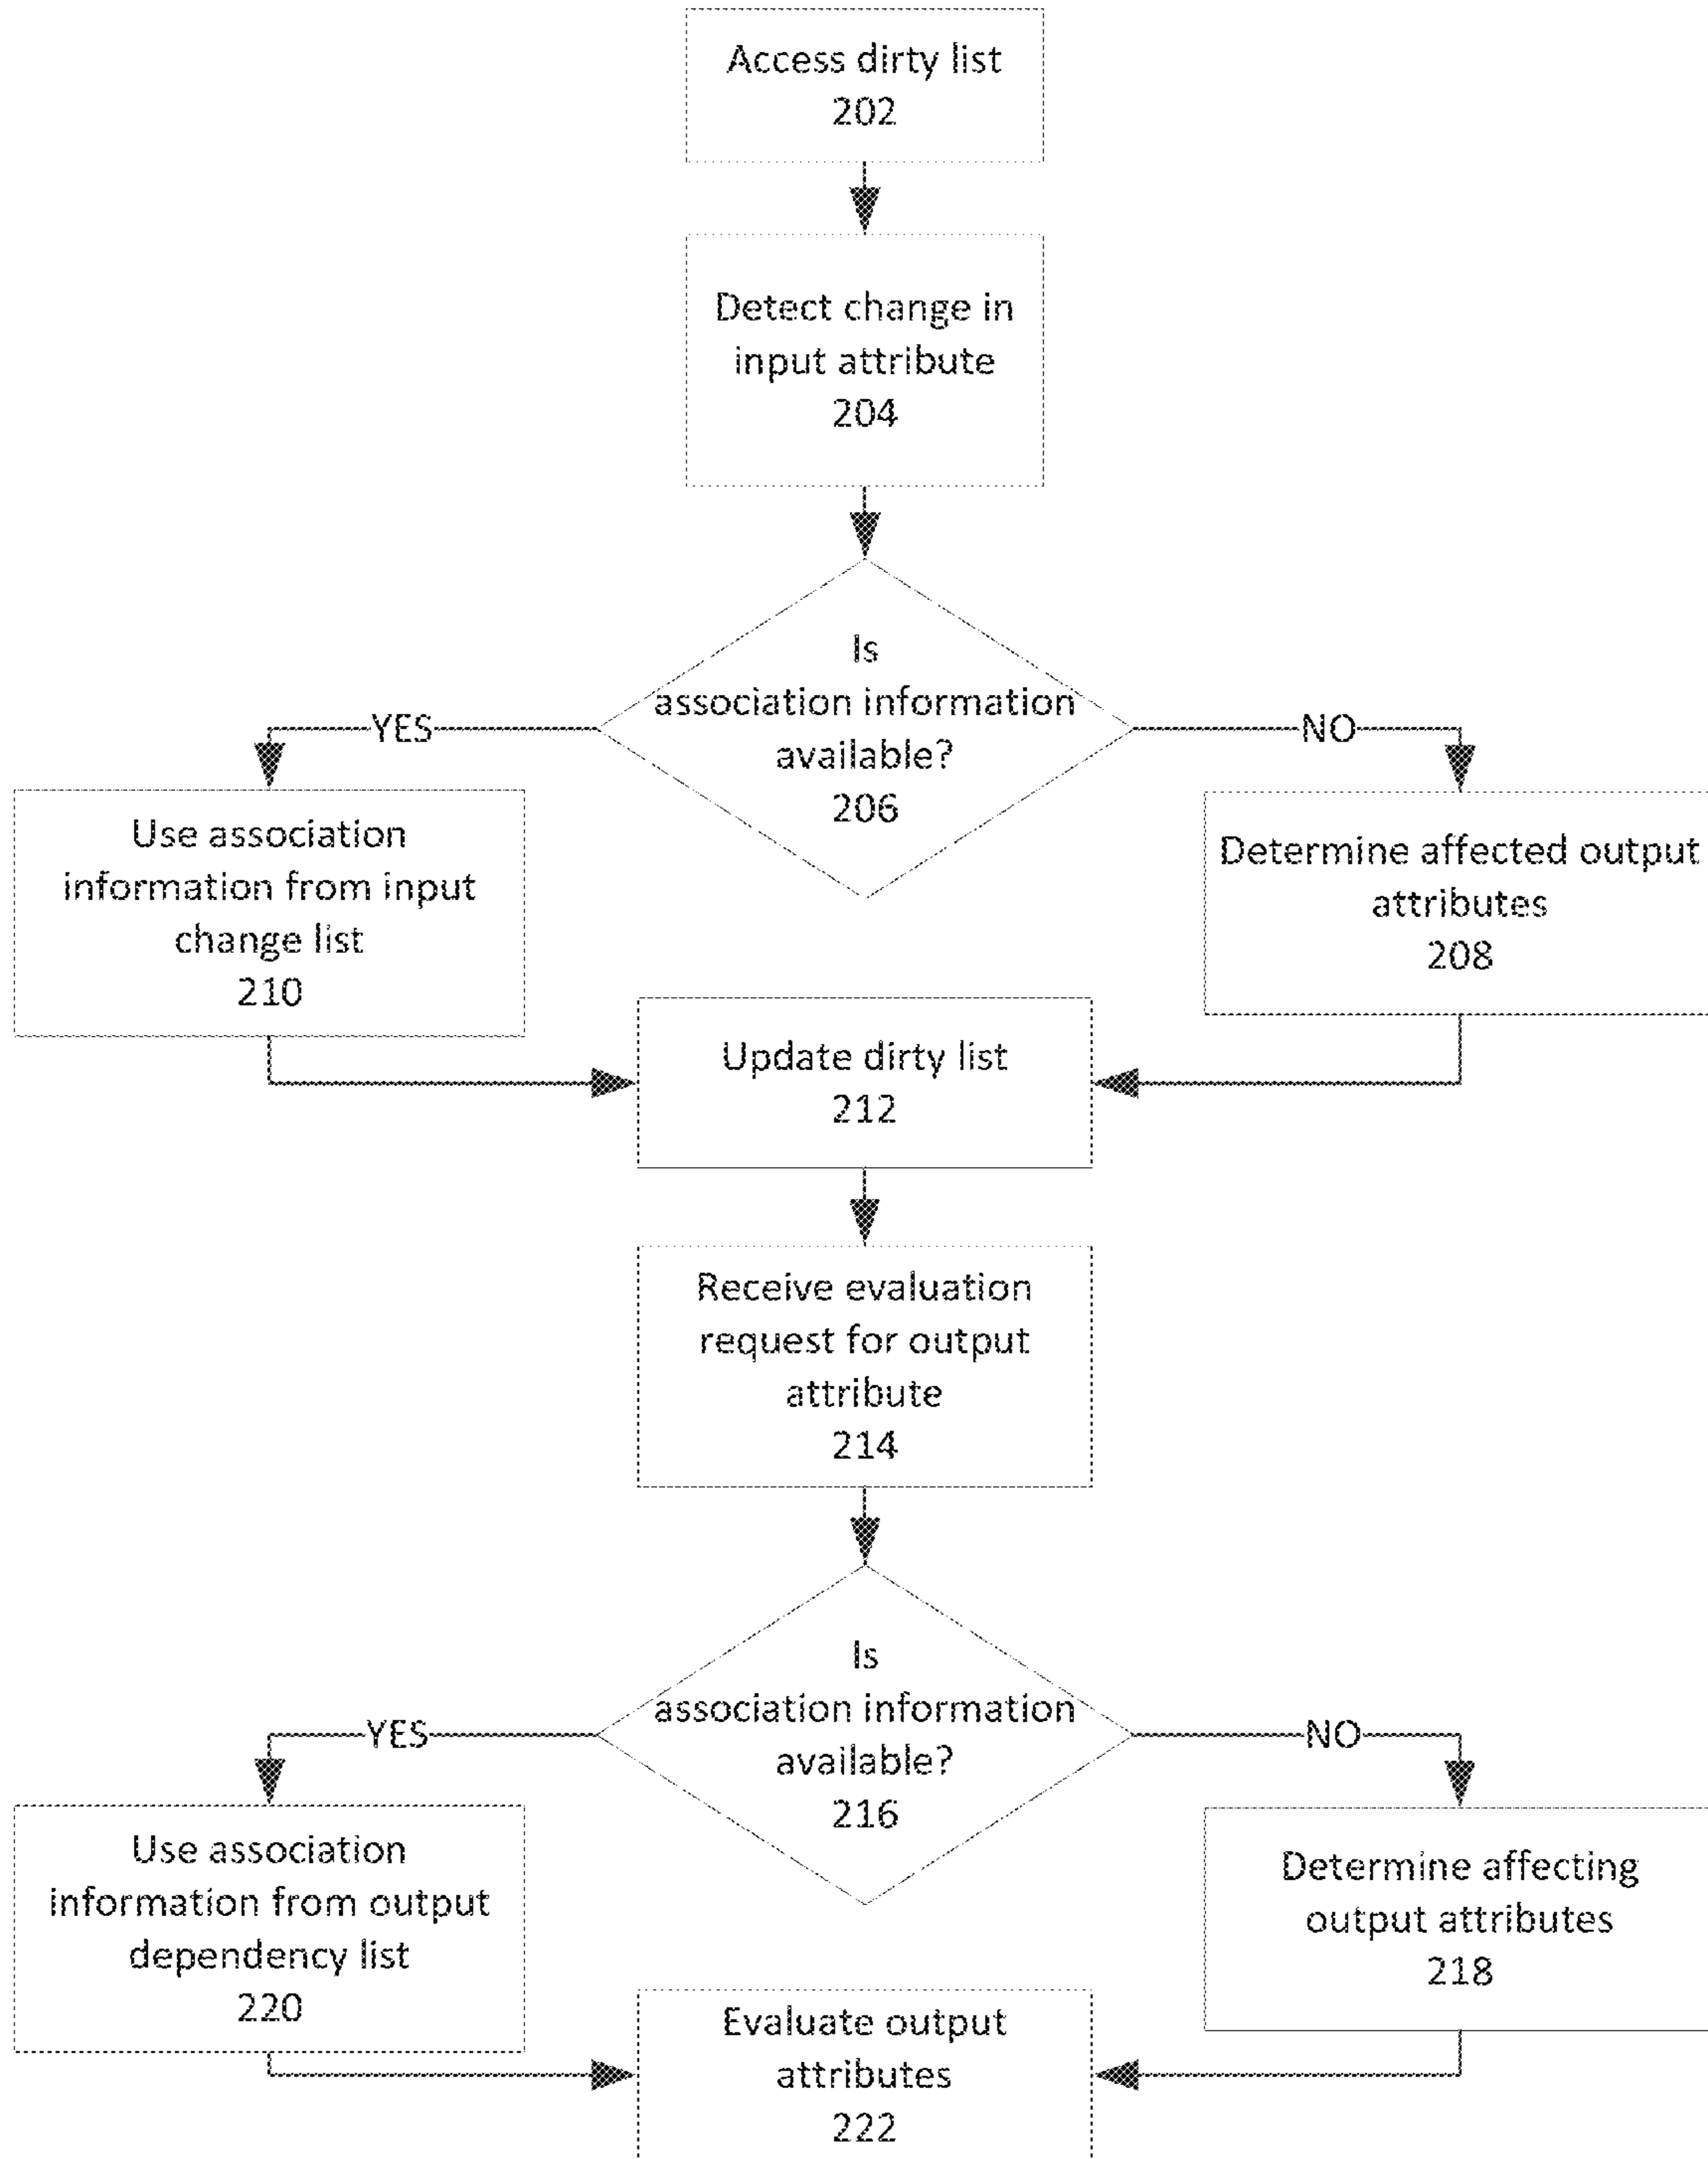 Access dirty list
202
Detect change in
input attribute
204
Is
association information
available?
206
YES
NO
Use association
information from input
change list
210
Determine affected output
attributes
208
Update dirty list
212
Receive evaluation
request for output
attribute
214
Is
association information
available?
216
YES
NO
Use association
information from output
dependency list
220
Determine affecting
output attributes
218
Evaluate output
attributes
222